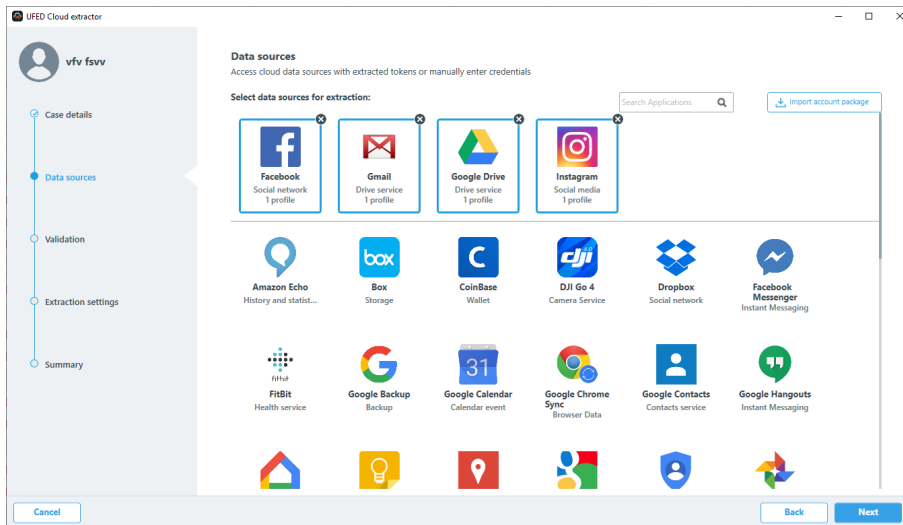 UFED Cloud extractor
vfv fsvv
Case details
Data sources
Validation
Extraction settings
Summary
Data sources
Access cloud data sources with extracted tokens or manually enter credentials
Select data sources for extraction:
Search Applications
Import account package
Facebook
Social network
1 profile
Gmail
Drive service
1 profile
Google Drive
Drive service
1 profile
Instagram
Social media
1 profile
Amazon Echo
History and statist...
box
Box
Storage
CoinBase
Wallet
dji 4.0
DJI Go 4
Camera Service
Dropbox
Social network
Facebook
Messenger
Instant Messaging
fitbit
FitBit
Health service
Google Backup
Backup
31
Google Calendar
Calendar event
Google Chrome
Sync
Browser Data
Google Contacts
Contacts service
Google Hangouts
Instant Messaging
Cancel
Back
Next